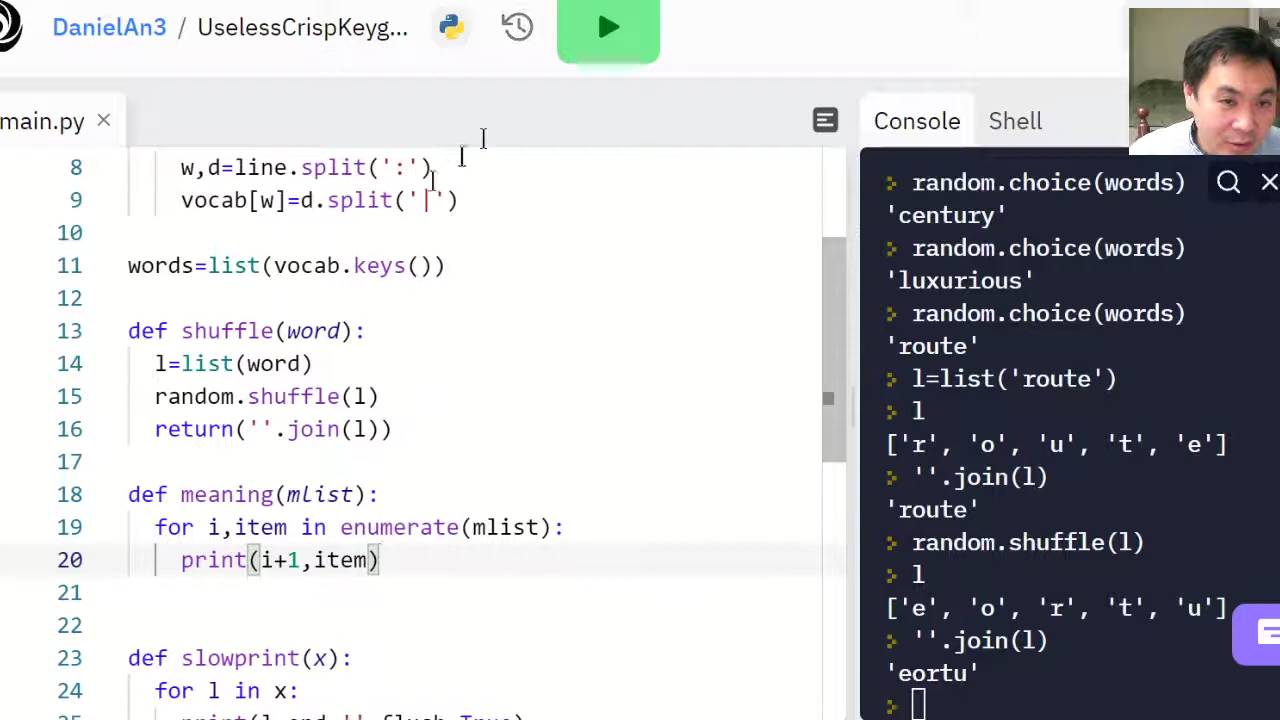 DanielAn3 / UselessCrispKeyg...
main.py
Console Shell
8 w,d=line.split(':')
9 vocab[w]=d.split('|')
10
11 words=list(vocab.keys())
12
13 def shuffle(word):
14 l=list(word)
15 random.shuffle(l)
16 return(''.join(l))
17
18 def meaning(mlist):
19 for i,item in enumerate(mlist):
20 print(i+1,item)
21
22
23 def slowprint(x):
24 for l in x:
random.choice(words)
'century'
random.choice(words)
'luxurious'
random.choice(words)
'route'
l=list('route')
l
['r', 'o', 'u', 't', 'e']
''.join(l)
'route'
random.shuffle(l)
l
['e', 'o', 'r', 't', 'u']
''.join(l)
'eortu'